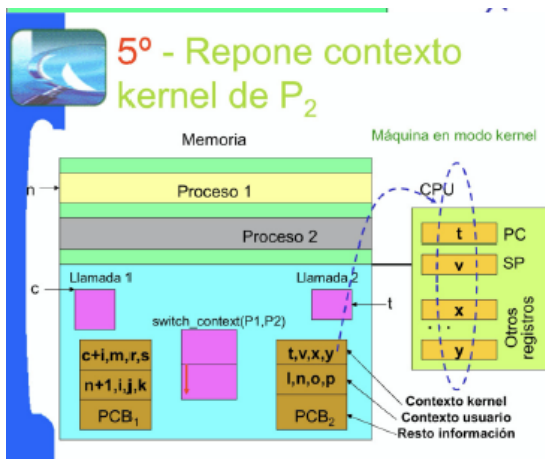 5º - Repone contexto
kernel de P2
Memoria
Máquina en modo kernel
n
Proceso 1
CPU
Proceso 2
t
PC
v
SP
Llamada 1
Llamada 2
c
t
switch_context(P1,P2)
x
. .
y
Otros
registros
c+i,m,r,s
t,v,x,y
n+1,i,j,k
l,n,o,p
PCB1
PCB2
Contexto kernel
Contexto usuario
Resto información